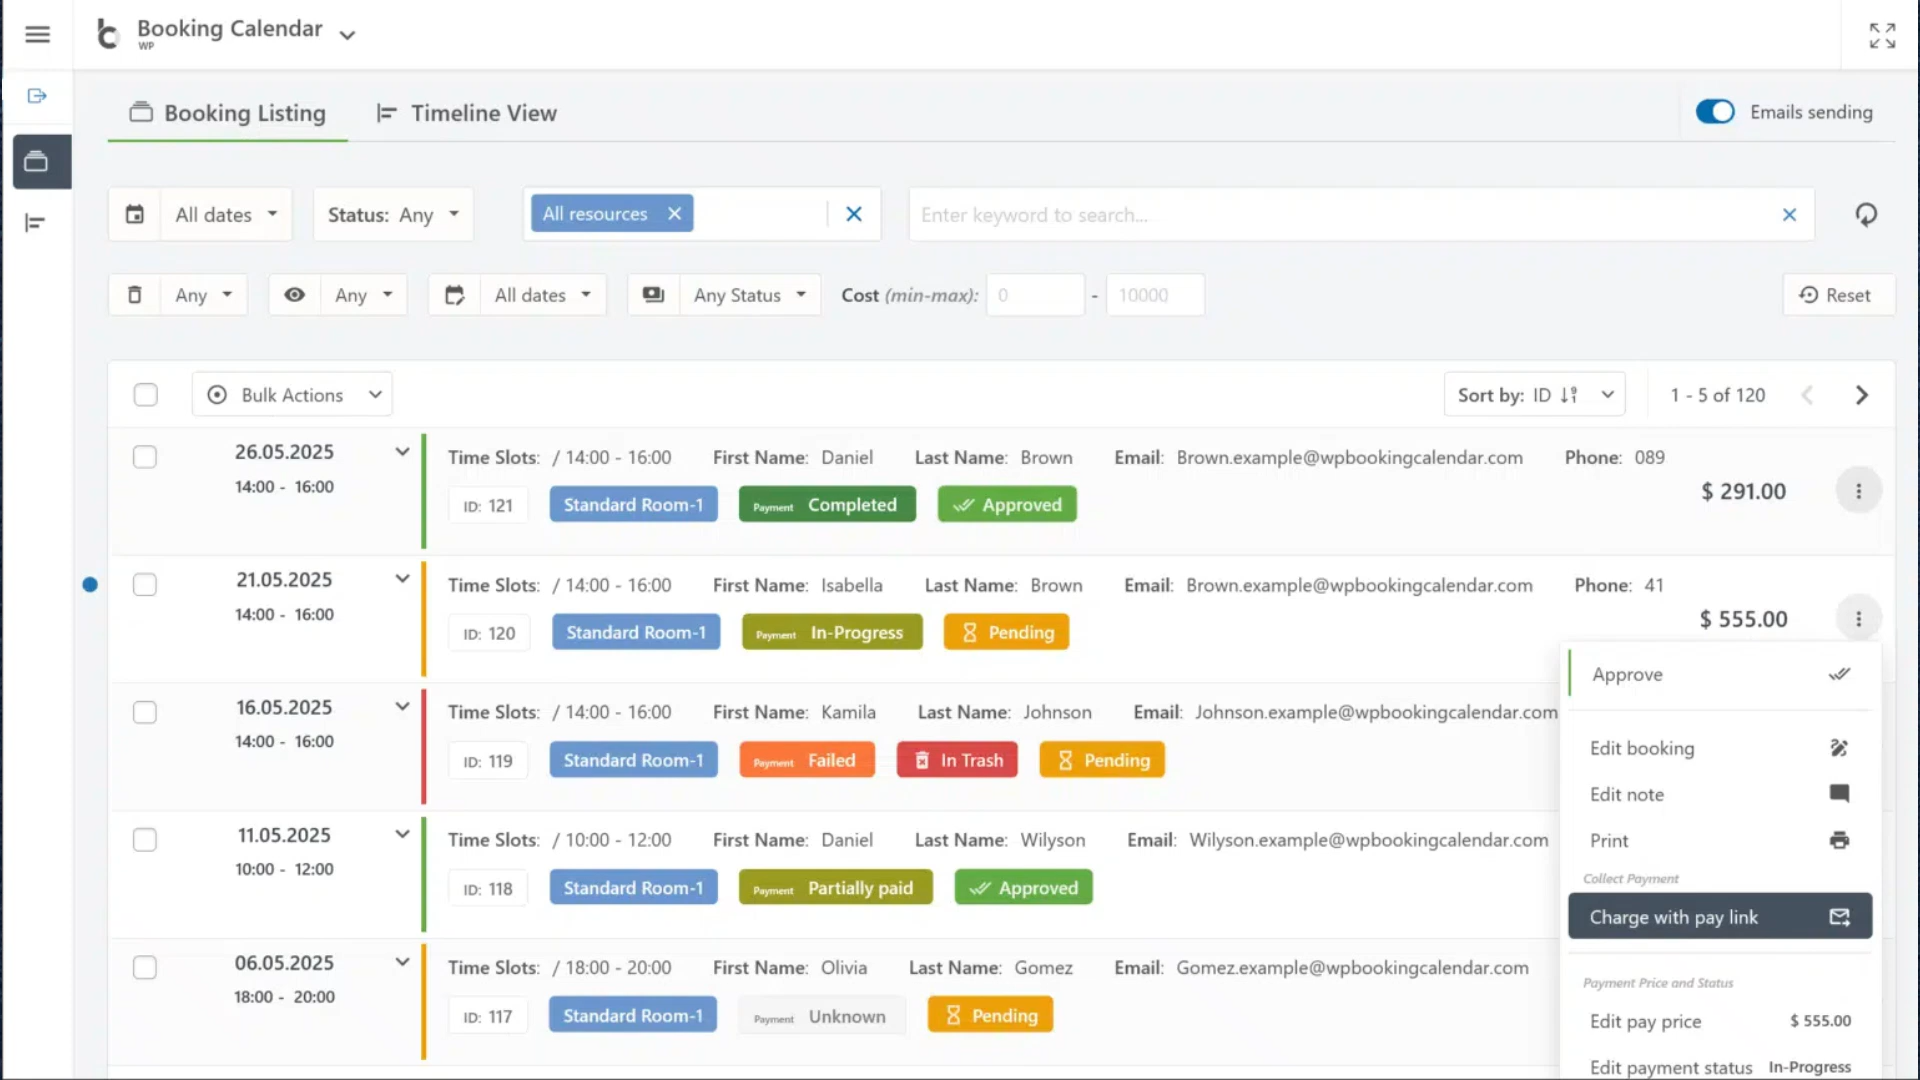 Booking Calendar
WP
Booking Listing Timeline View Emails sending
All dates Status: Any All resources Enter keyword to search...
Any Any All dates Any Status Cost (min-max): 0 - 10000 Reset
Bulk Actions Sort by: ID 1 - 5 of 120
26.05.2025 Time Slots: / 14:00 - 16:00 First Name: Daniel Last Name: Brown Email: Brown.example@wpbookingcalendar.com Phone: 089
14:00 - 16:00 ID: 121 Standard Room-1 Payment Completed Approved $ 291.00
21.05.2025 Time Slots: / 14:00 - 16:00 First Name: Isabella Last Name: Brown Email: Brown.example@wpbookingcalendar.com Phone: 41
14:00 - 16:00 ID: 120 Standard Room-1 Payment In-Progress Pending $ 555.00
16.05.2025 Time Slots: / 14:00 - 16:00 First Name: Kamila Last Name: Johnson Email: Johnson.example@wpbookingcalendar.com
14:00 - 16:00 ID: 119 Standard Room-1 Payment Failed In Trash Pending
11.05.2025 Time Slots: / 10:00 - 12:00 First Name: Daniel Last Name: Wilyson Email: Wilyson.example@wpbookingcalendar.com
10:00 - 12:00 ID: 118 Standard Room-1 Payment Partially paid Approved
06.05.2025 Time Slots: / 18:00 - 20:00 First Name: Olivia Last Name: Gomez Email: Gomez.example@wpbookingcalendar.com
18:00 - 20:00 ID: 117 Standard Room-1 Payment Unknown Pending
Approve
Edit booking
Edit note
Print
Collect Payment
Charge with pay link
Payment Price and Status
Edit pay price $ 555.00
Edit payment status In-Progress